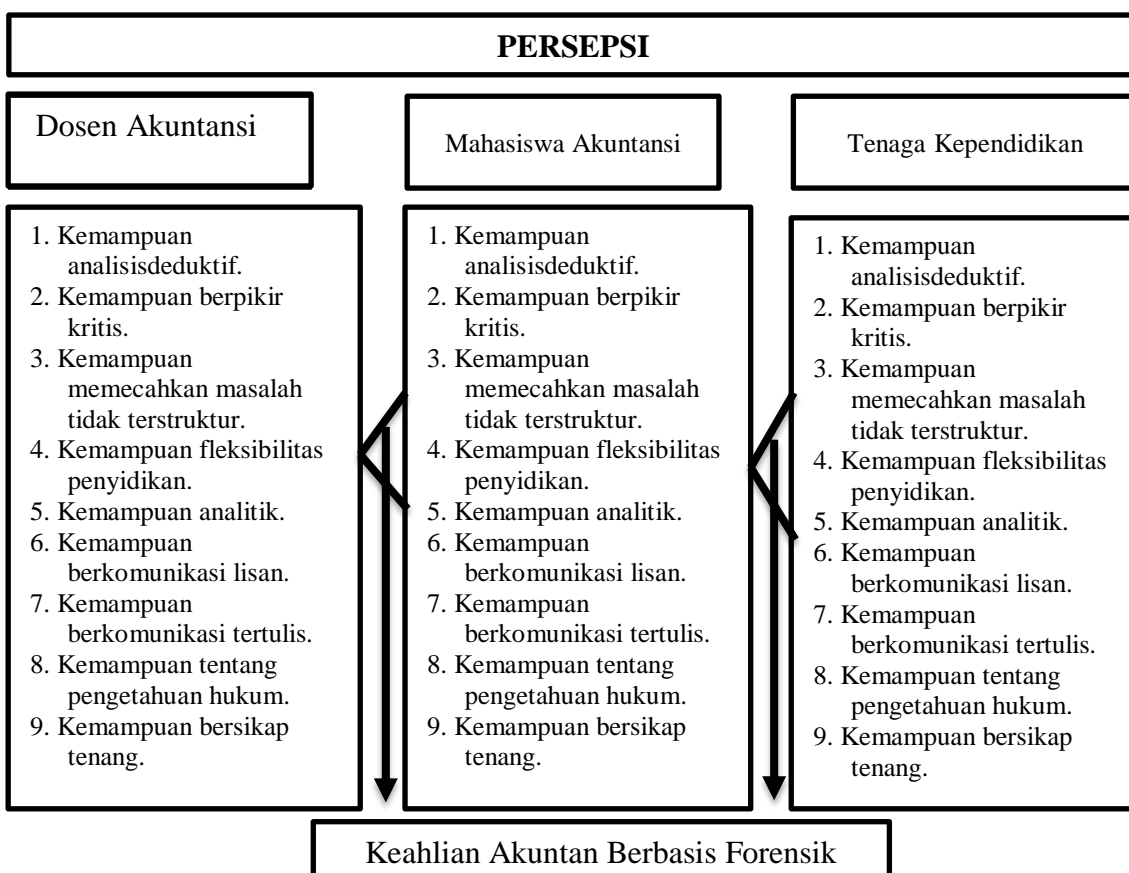 PERSEPSI
Dosen Akuntansi
Mahasiswa Akuntansi
Tenaga Kependidikan
1. Kemampuan
analisisdeduktif.
2. Kemampuan berpikir
kritis.
3. Kemampuan
memecahkan masalah
tidak terstruktur.
4. Kemampuan fleksibilitas
penyidikan.
5. Kemampuan analitik.
6. Kemampuan
berkomunikasi lisan.
7. Kemampuan
berkomunikasi tertulis.
8. Kemampuan tentang
pengetahuan hukum.
9. Kemampuan bersikap
tenang.
1. Kemampuan
analisisdeduktif.
2. Kemampuan berpikir
kritis.
3. Kemampuan
memecahkan masalah
tidak terstruktur.
4. Kemampuan fleksibilitas
penyidikan.
5. Kemampuan analitik.
6. Kemampuan
berkomunikasi lisan.
7. Kemampuan
berkomunikasi tertulis.
8. Kemampuan tentang
pengetahuan hukum.
9. Kemampuan bersikap
tenang.
1. Kemampuan
analisisdeduktif.
2. Kemampuan berpikir
kritis.
3. Kemampuan
memecahkan masalah
tidak terstruktur.
4. Kemampuan fleksibilitas
penyidikan.
5. Kemampuan analitik.
6. Kemampuan
berkomunikasi lisan.
7. Kemampuan
berkomunikasi tertulis.
8. Kemampuan tentang
pengetahuan hukum.
9. Kemampuan bersikap
tenang.
Keahlian Akuntan Berbasis Forensik